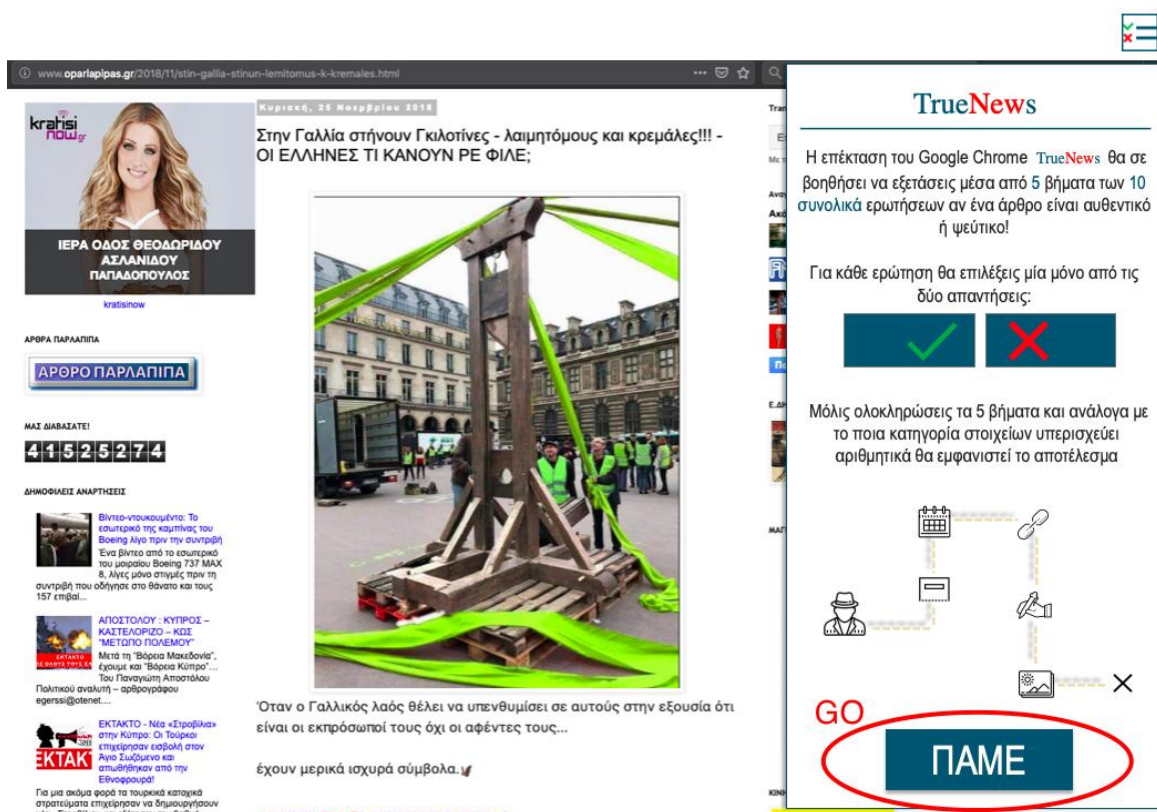 www.oparlapipas.gr/2018/11/stin-gallia-stinun-lemitomus-k-kremales.html
kratisi
now.gr
ΙΕΡΑ ΟΔΟΣ ΘΕΟΔΩΡΙΔΟΥ
ΑΣΛΑΝΙΔΟΥ
ΠΑΠΑΔΟΠΟΥΛΟΣ
kratisinow
ΑΡΘΡΑ ΠΑΡΛΑΠΙΠΑ
ΑΡΘΡΟ ΠΑΡΛΑΠΙΠΑ
ΜΑΣ ΔΙΑΒΑΣΑΤΕ!
41525274
ΔΗΜΟΦΙΛΕΙΣ ΑΝΑΡΤΗΣΕΙΣ
Βίντεο-ντουκουμέντο: Το
εσωτερικό της καμπίνας του
Boeing λίγο πριν την συντριβή
Ένα βίντεο από το εσωτερικό
του μοιραίου Boeing 737 MAX
8, λίγες μόνο στιγμές πριν τη
συντριβή που οδήγησε στο θάνατο και τους
157 επιβαί...
ΑΠΟΣΤΟΛΟΥ : ΚΥΠΡΟΣ –
ΚΑΣΤΕΛΟΡΙΖΟ – ΚΩΣ
"ΜΕΤΩΠΟ ΠΟΛΕΜΟΥ"
Μετά τη "Βόρεια Μακεδονία",
έχουμε και "Βόρεια Κύπρο"...
Του Παναγιώτη Αποστόλου
Πολιτικού αναλυτή – αρθρογράφου
egerssi@otenet....
ΕΚΤΑΚΤΟ - Νέα «Στροβίλια»
στην Κύπρο: Οι Τούρκοι
επιχείρησαν εισβολή στον
Άγιο Σωζόμενο και
απωθήθηκαν από την
Εθνοφρουρά!
Για μια ακόμα φορά τα τουρκικά κατοχικά
στρατεύματα επιχείρησαν να δημιουργήσουν
Κυριακή, 25 Νοεμβρίου 2018
Στην Γαλλία στήνουν Γκιλοτίνες - λαιμητόμους και κρεμάλες!!! -
ΟΙ ΕΛΛΗΝΕΣ ΤΙ ΚΑΝΟΥΝ ΡΕ ΦΙΛΕ;
Όταν ο Γαλλικός λαός θέλει να υπενθυμίσει σε αυτούς στην εξουσία ότι
είναι οι εκπρόσωποί τους όχι οι αφέντες τους...
έχουν μερικά ισχυρά σύμβολα.
TrueNews
Η επέκταση του Google Chrome TrueNews θα σε
βοηθήσει να εξετάσεις μέσα από 5 βήματα των 10
συνολικά ερωτήσεων αν ένα άρθρο είναι αυθεντικό
ή ψεύτικο!
Για κάθε ερώτηση θα επιλέξεις μία μόνο από τις
δύο απαντήσεις:
Μόλις ολοκληρώσεις τα 5 βήματα και ανάλογα με
το ποια κατηγορία στοιχείων υπερισχύει
αριθμητικά θα εμφανιστεί το αποτέλεσμα
GO
ΠΑΜΕ